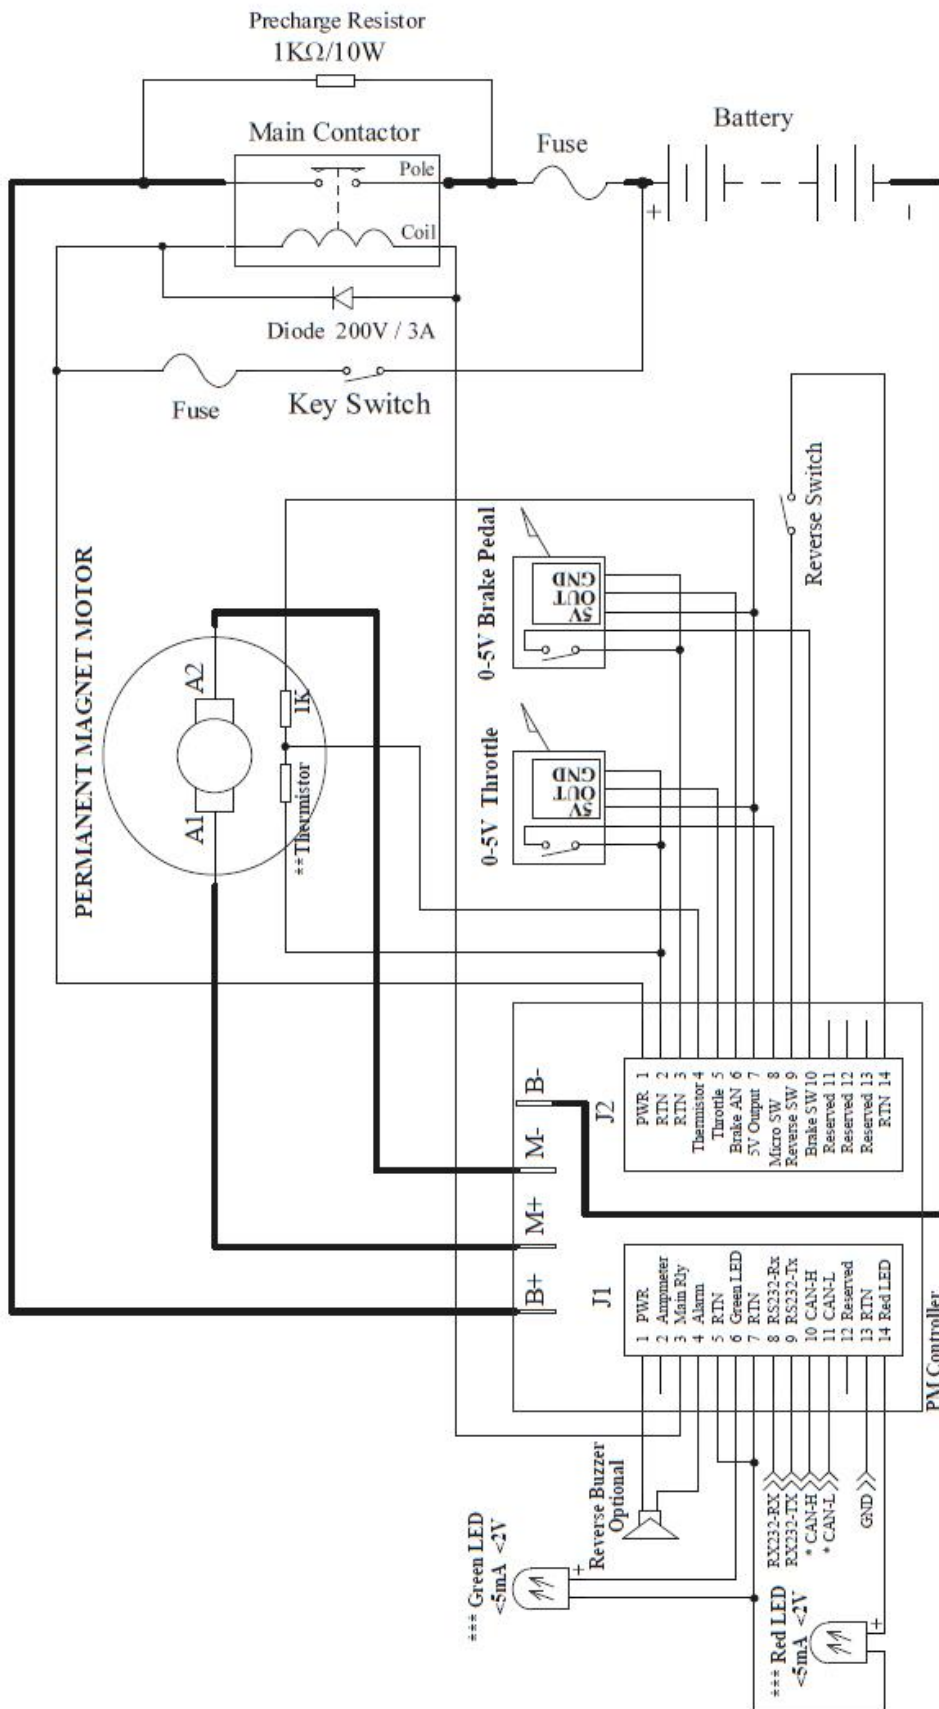 Precharge Resistor
1KΩ/10W
Main Contactor
Pole
Coil
Fuse
Battery
+
−
Diode 200V / 3A
Fuse
Key Switch
Reverse Switch
PERMANENT MAGNET MOTOR
A1
A2
1K
**Thermistor
0-5V Brake Pedal
GND
OUT
5V
0-5V Throttle
GND
OUT
5V
B+
M+
M-
B-
J2
PWR 1
RTN 2
RTN 3
Thermistor 4
Throttle 5
Brake AN 6
5V Output 7
Micro SW 8
Reverse SW 9
Brake SW 10
Reserved 11
Reserved 12
Reserved 13
RTN 14
J1
1 PWR
2 Ampmeter
3 Main Rly
4 Alarm
5 RTN
6 Green LED
7 RTN
8 RS232-Rx
9 RS232-Tx
10 CAN-H
11 CAN-L
12 Reserved
13 RTN
14 Red LED
PM Controller
Reverse Buzzer
Optional
*** Green LED
<5mA <2V
+
RX232-RX
RX232-TX
* CAN-H
* CAN-L
GND
*** Red LED
<5mA <2V
+